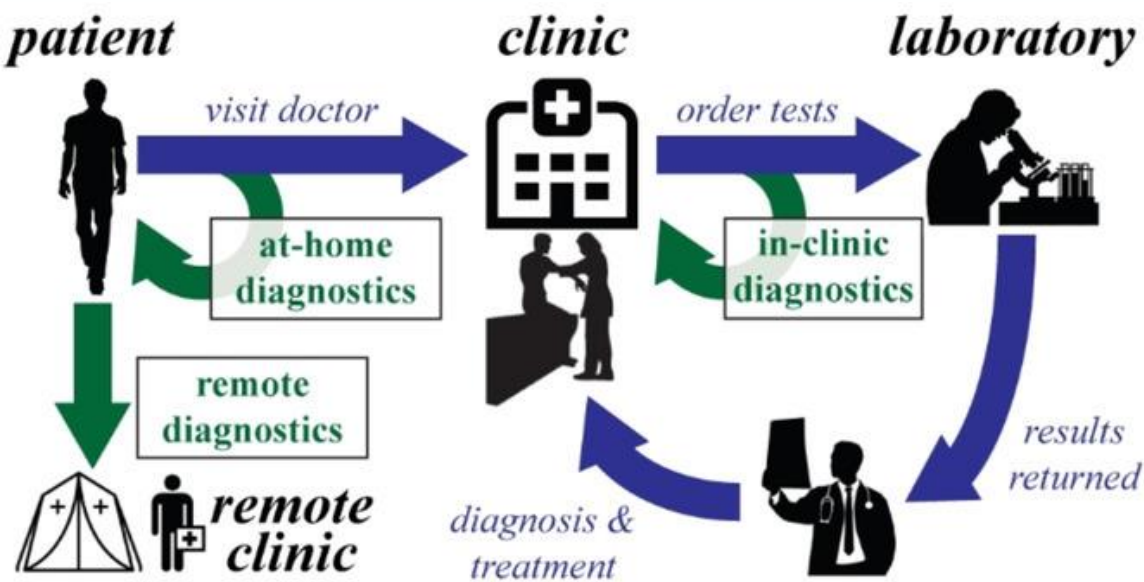 patient
clinic
laboratory
visit doctor
order tests
at-home
diagnostics
in-clinic
diagnostics
remote
diagnostics
results
returned
remote
clinic
diagnosis &
treatment